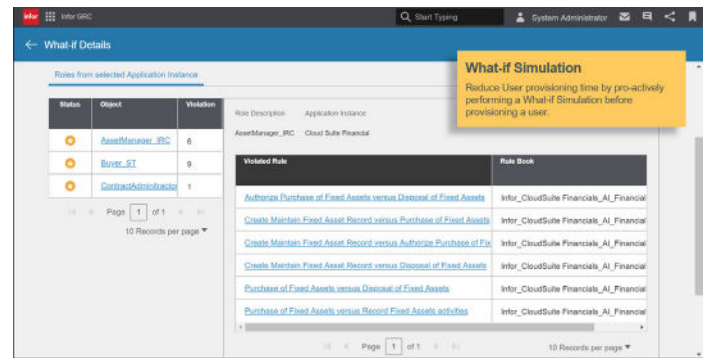 infor Infor GRC Start Typing System Administrator
What-if Details
Roles from selected Application Instance
What-if Simulation
Reduce User provisioning time by pro-actively
performing a What-if Simulation before
provisioning a user.
Status Object Violation
AssetManager_IRC 6
Buyer_ST 9
ContractAdministractor 1
Page 1 of 1
10 Records per page
Role Description Application Instance
AssetManager_IRC Cloud Suite Financial
Violated Rule Rule Book
Authorize Purchase of Fixed Assets versus Disposal of Fixed Assets Infor_CloudSuite Financials_AI_Financial
Create Maintain Fixed Asset Record versus Purchase of Fixed Assets Infor_CloudSuite Financials_AI_Financial
Create Maintain Fixed Asset Record versus Authorize Purchase of Fix Infor_CloudSuite Financials_AI_Financial
Create Maintain Fixed Asset Record versus Disposal of Fixed Assets Infor_CloudSuite Financials_AI_Financial
Purchase of Fixed Assets versus Disposal of Fixed Assets Infor_CloudSuite Financials_AI_Financial
Purchase of Fixed Assets versus Record Fixed Assets activities Infor_CloudSuite Financials_AI_Financial
Page 1 of 1 10 Records per page